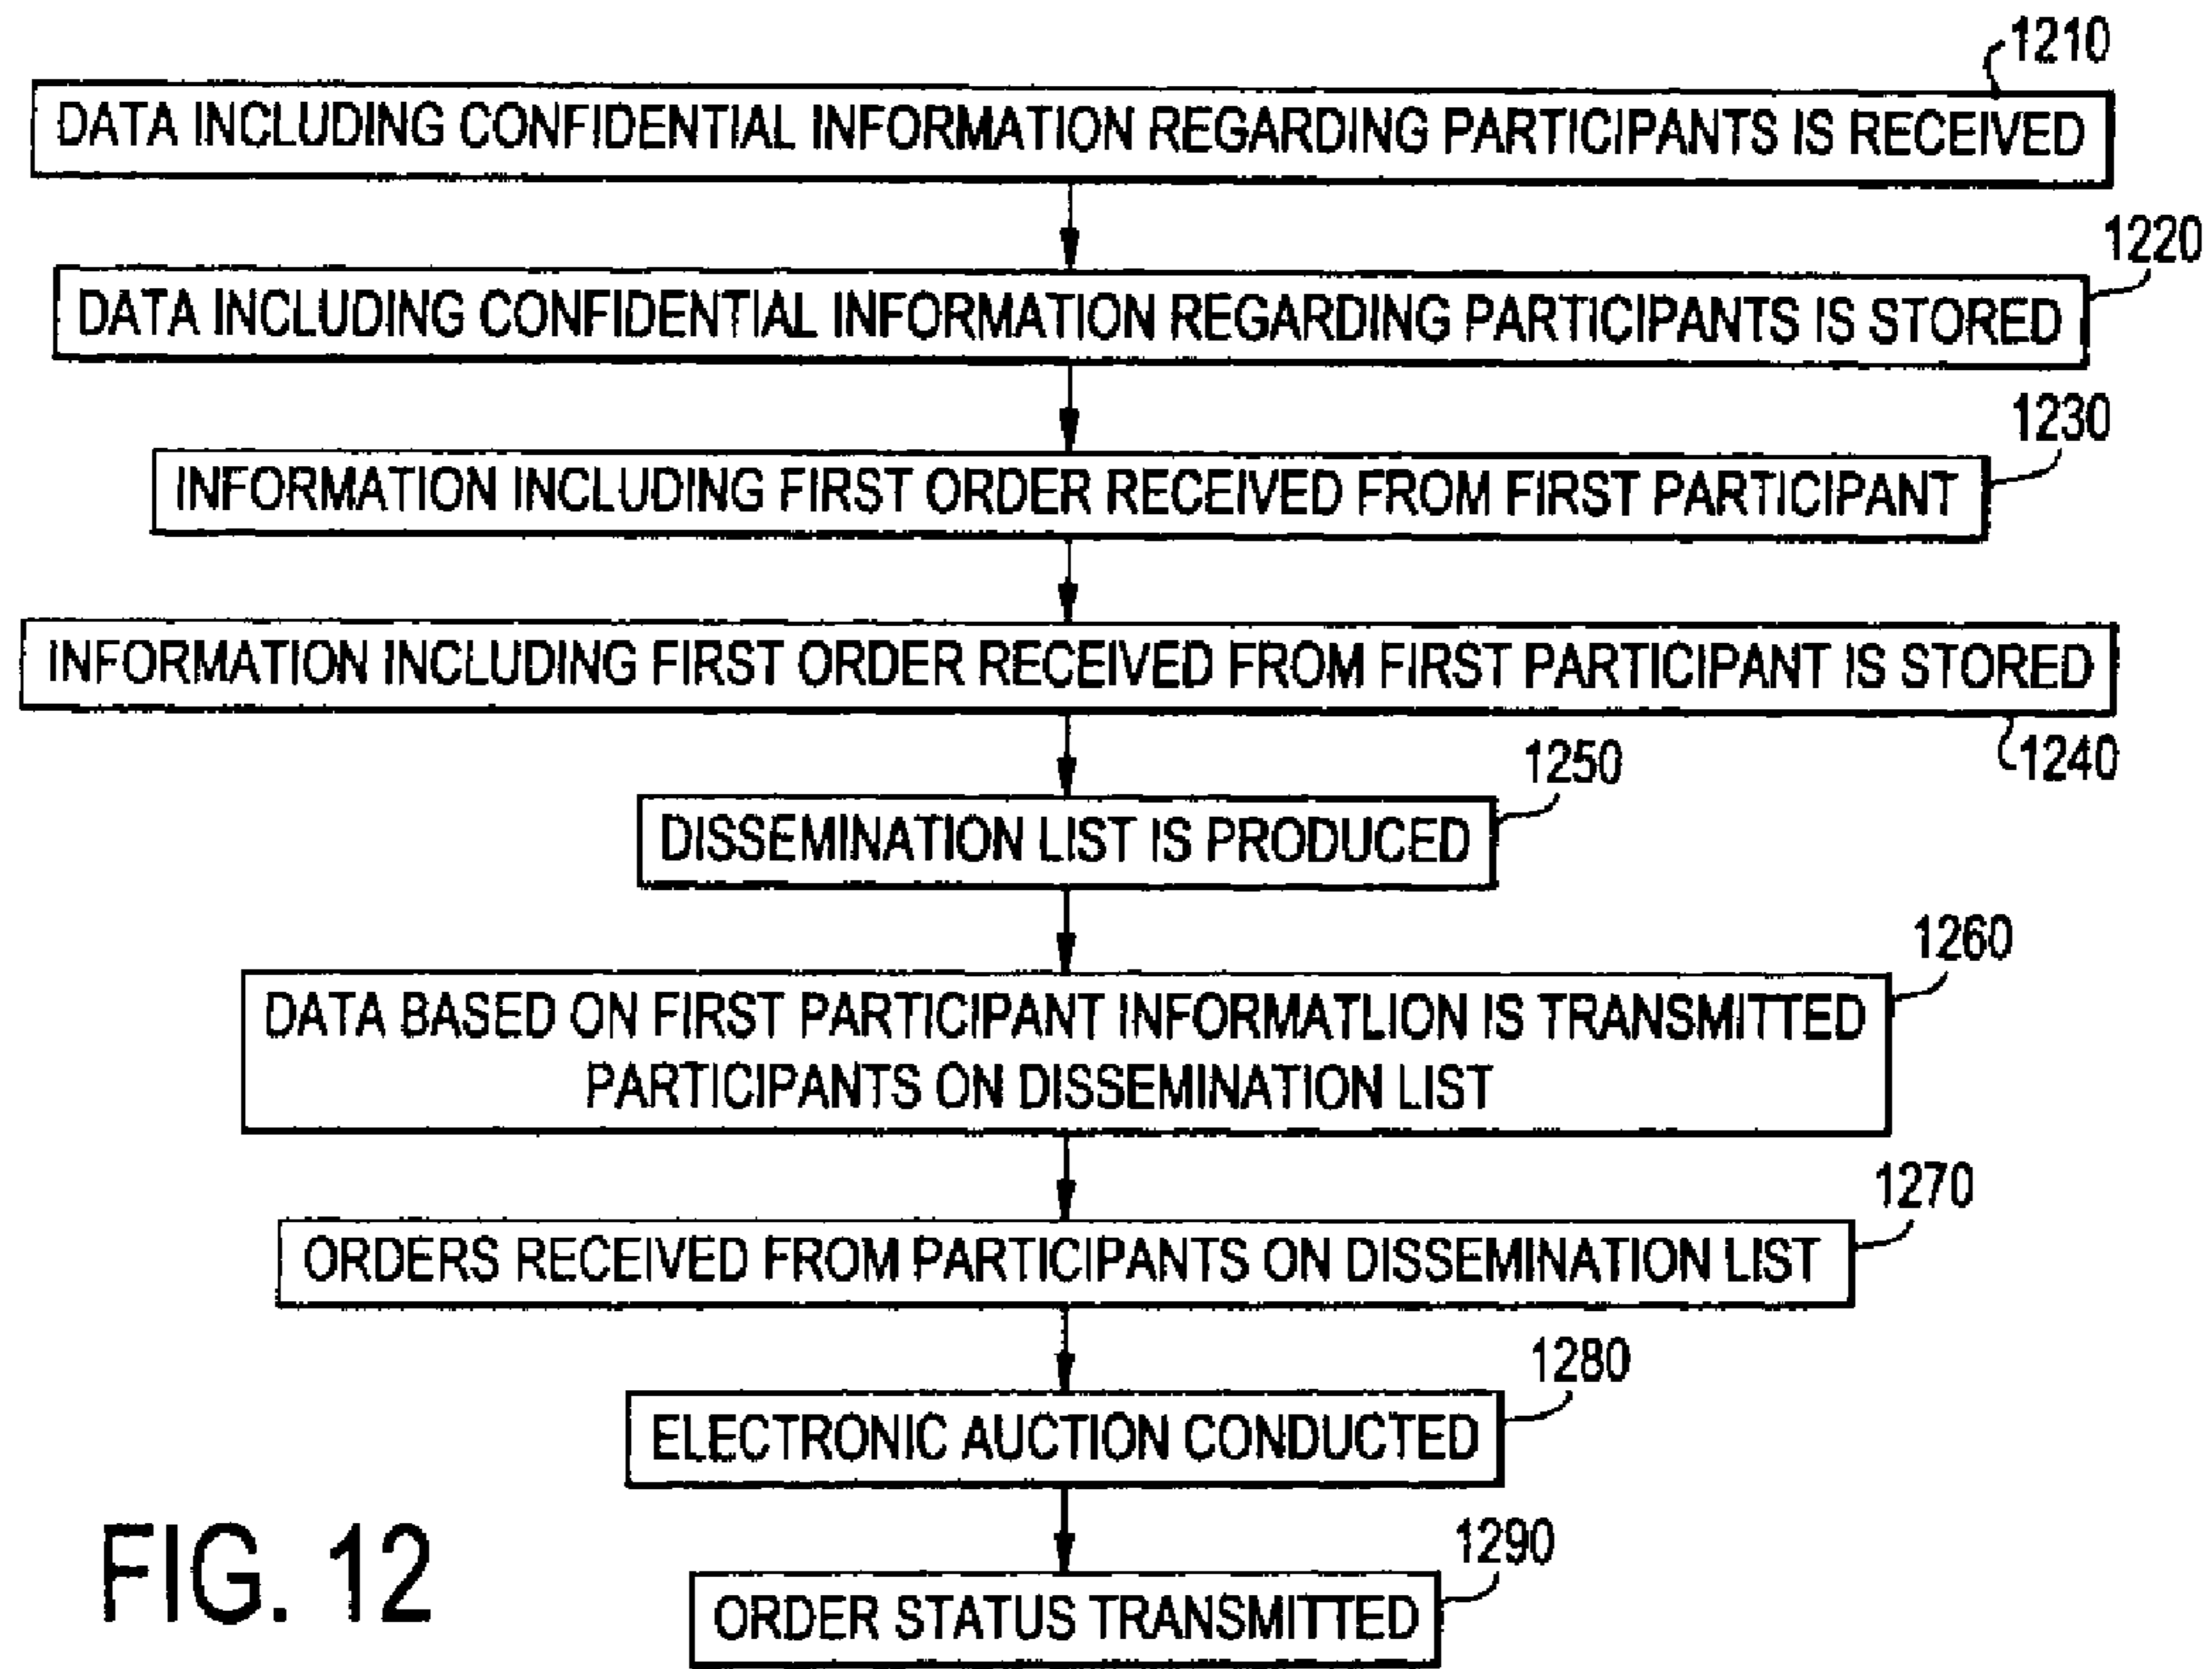 1210
DATA INCLUDING CONFIDENTIAL INFORMATION REGARDING PARTICIPANTS IS RECEIVED
1220
DATA INCLUDING CONFIDENTIAL INFORMATION REGARDING PARTICIPANTS IS STORED
1230
INFORMATION INCLUDING FIRST ORDER RECEIVED FROM FIRST PARTICIPANT
INFORMATION INCLUDING FIRST ORDER RECEIVED FROM FIRST PARTICIPANT IS STORED
1240
1250
DISSEMINATION LIST IS PRODUCED
1260
DATA BASED ON FIRST PARTICIPANT INFORMATLION IS TRANSMITTED
PARTICIPANTS ON DISSEMINATION LIST
1270
ORDERS RECEIVED FROM PARTICIPANTS ON DISSEMINATION LIST
1280
ELECTRONIC AUCTION CONDUCTED
1290
ORDER STATUS TRANSMITTED
FIG. 12